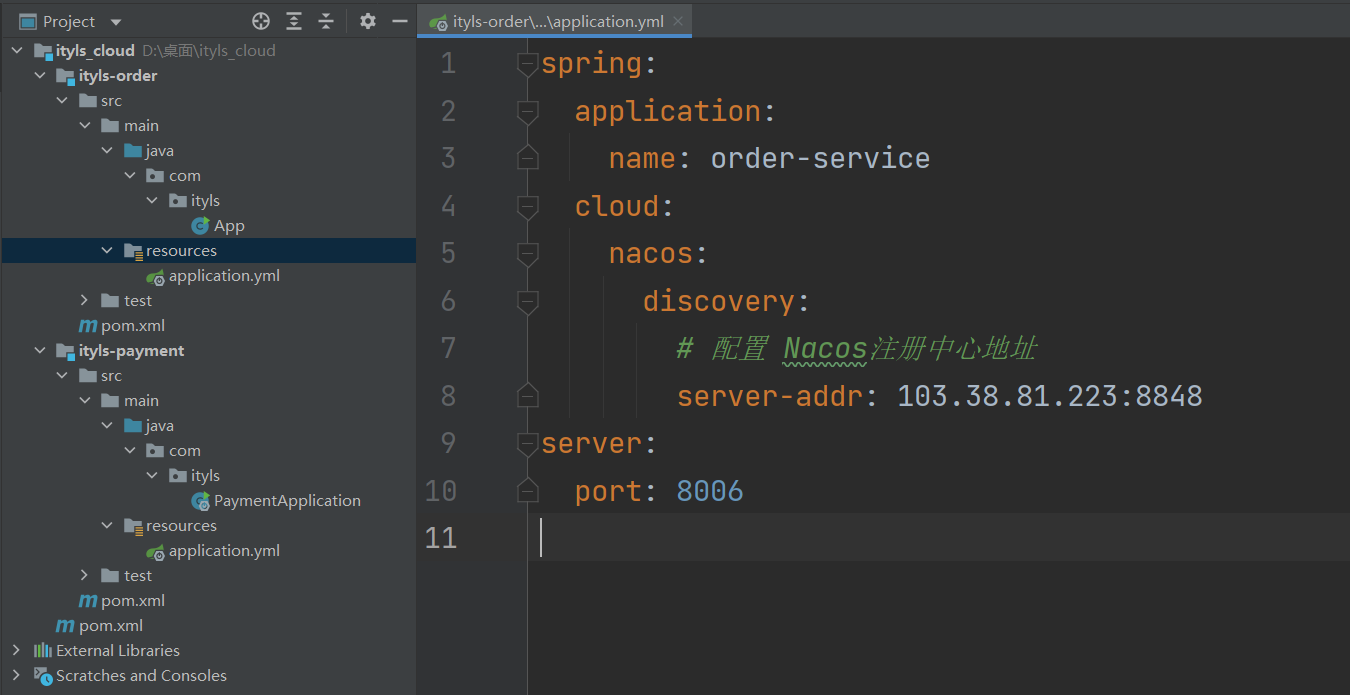 Project
ityls_cloud D:\桌面\ityls_cloud
ityls-order
src
main
java
com
ityls
App
resources
application.yml
test
pom.xml
ityls-payment
src
main
java
com
ityls
PaymentApplication
resources
application.yml
test
pom.xml
pom.xml
External Libraries
Scratches and Consoles
ityls-order\...\application.yml
1 spring:
2 application:
3 name: order-service
4 cloud:
5 nacos:
6 discovery:
7 # 配置 Nacos注册中心地址
8 server-addr: 103.38.81.223:8848
9 server:
10 port: 8006
11